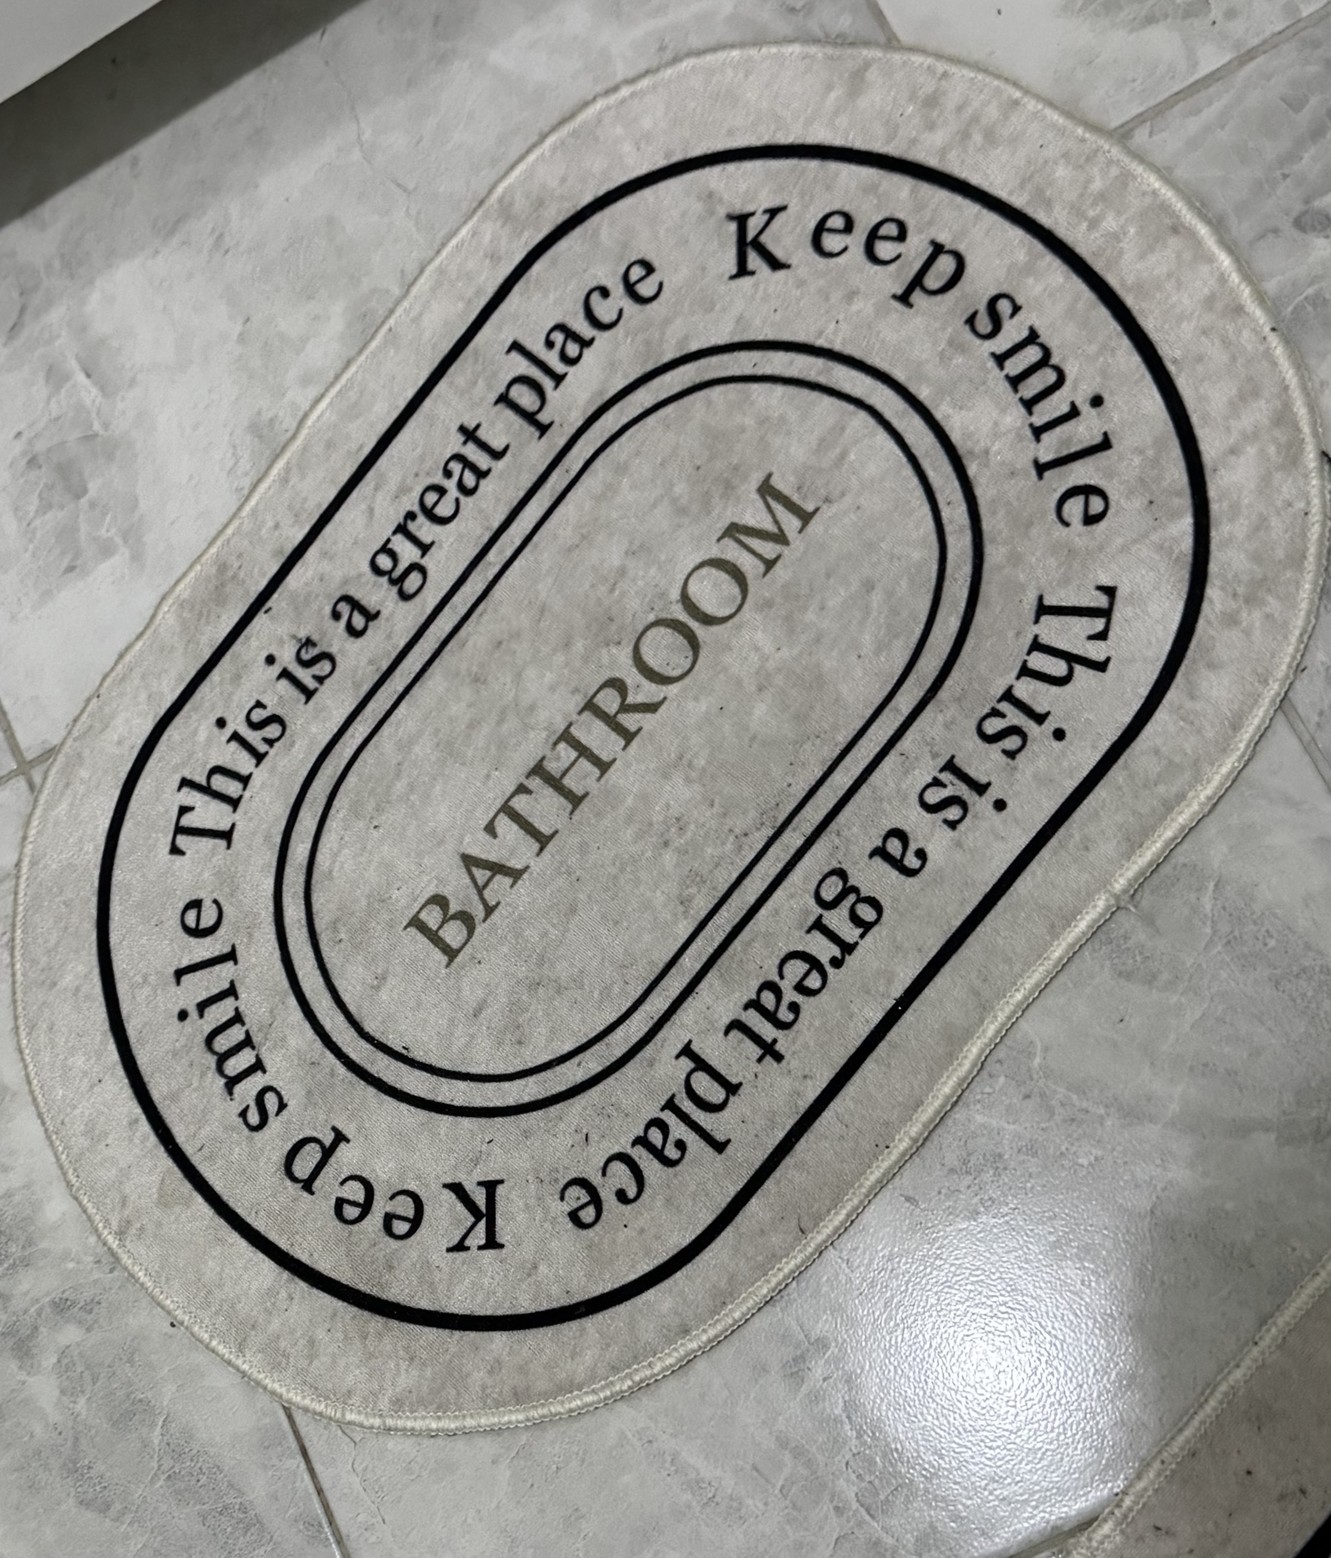 This is a great place Keep smile This is a great place Keep smile
BATHROOM